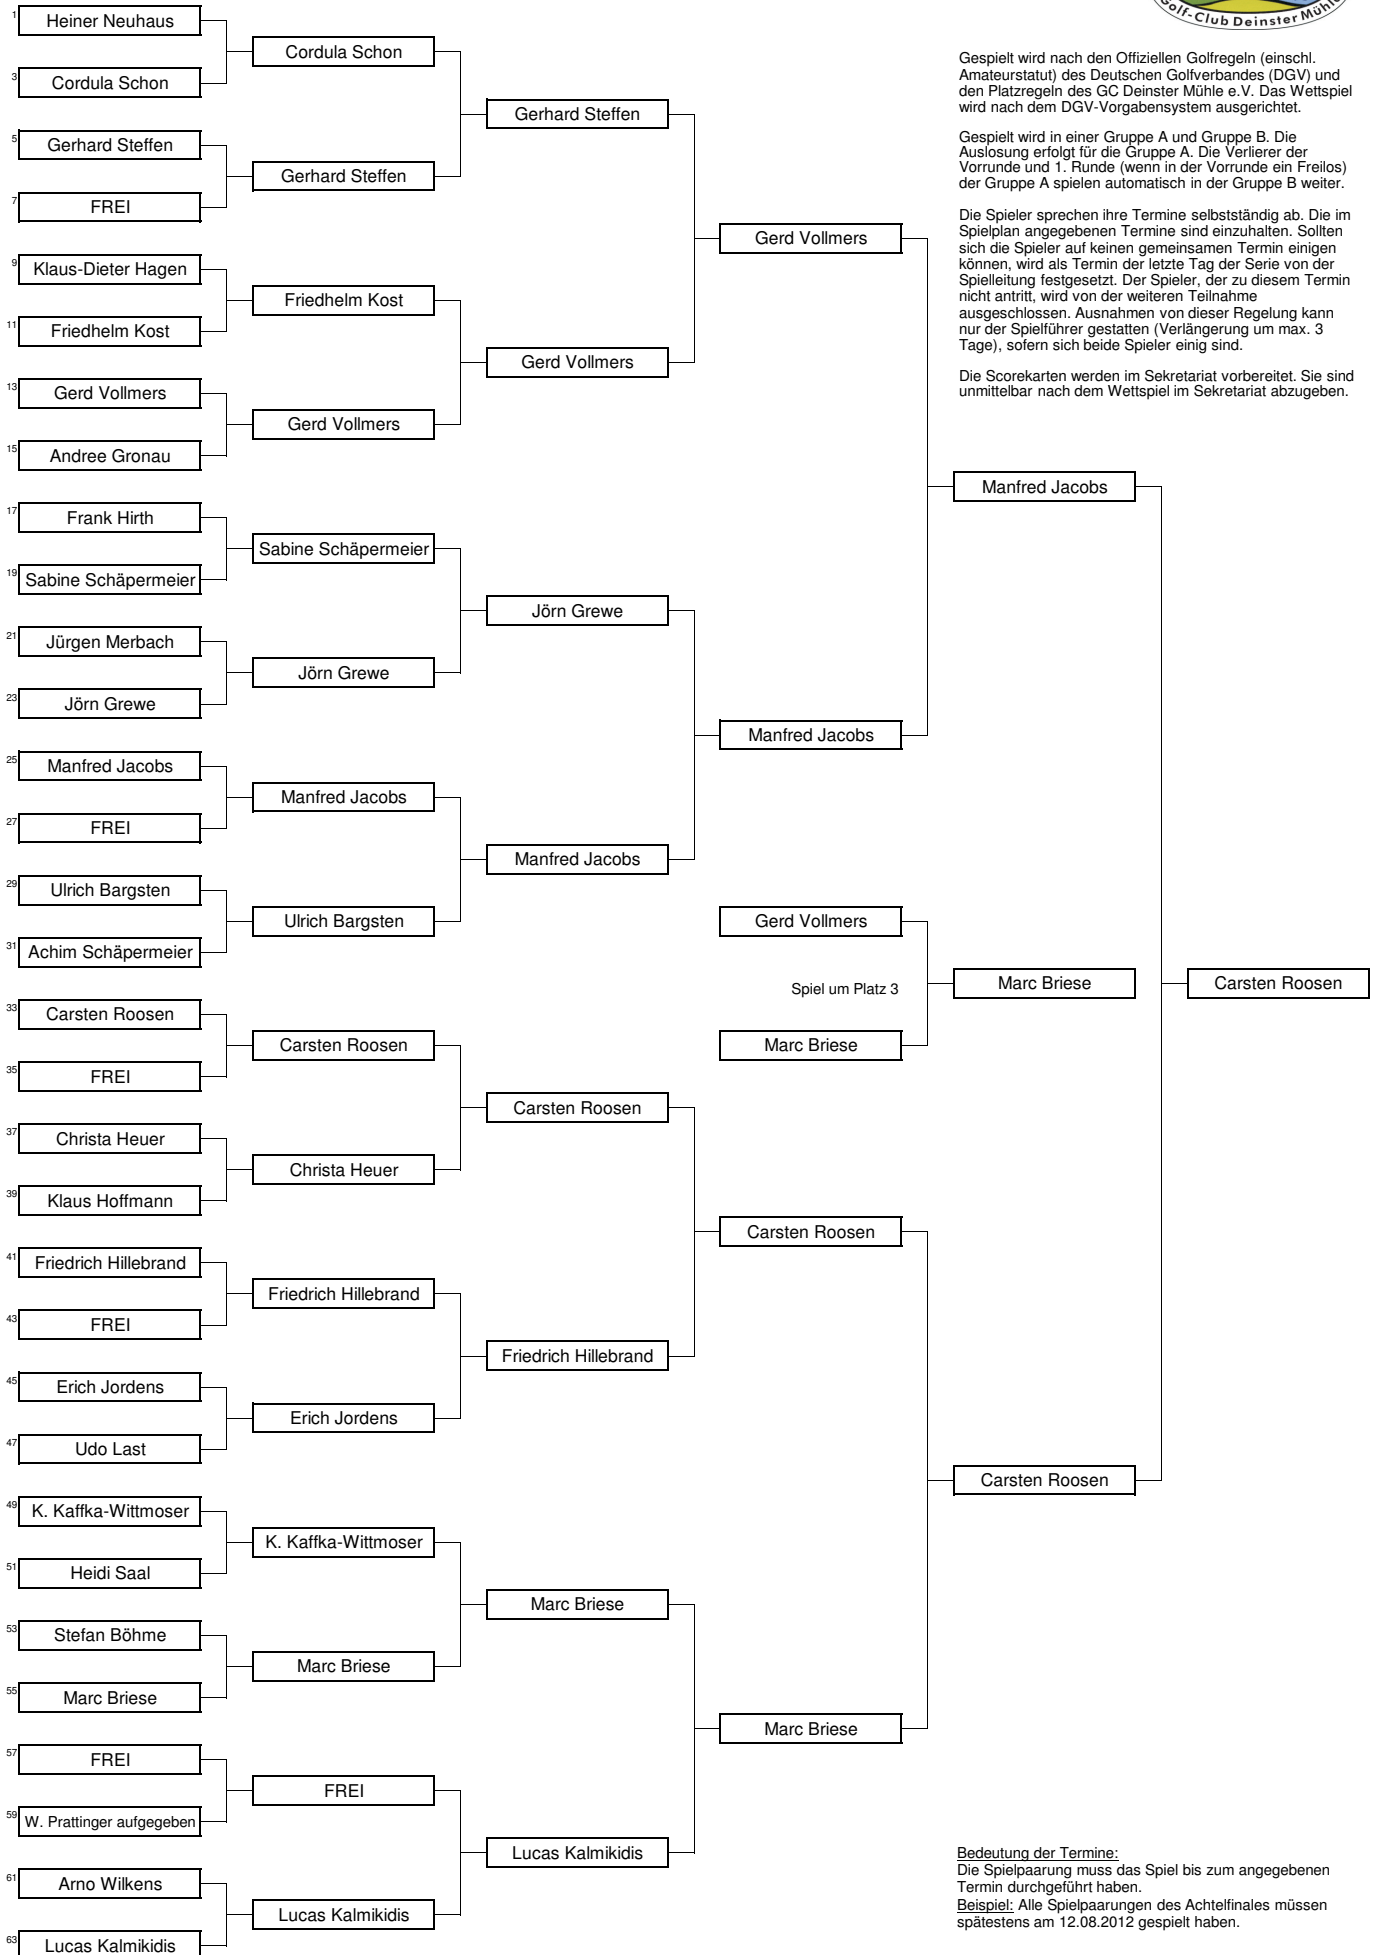 Golf-Club Deinster Mühle
Gespielt wird nach den Offiziellen Golfregeln (einschl.
Amateurstatut) des Deutschen Golfverbandes (DGV) und
den Platzregeln des GC Deinster Mühle e.V. Das Wettspiel
wird nach dem DGV-Vorgabensystem ausgerichtet.
Gespielt wird in einer Gruppe A und Gruppe B. Die
Auslosung erfolgt für die Gruppe A. Die Verlierer der
Vorrunde und 1. Runde (wenn in der Vorrunde ein Freilos)
der Gruppe A spielen automatisch in der Gruppe B weiter.
Die Spieler sprechen ihre Termine selbstständig ab. Die im
Spielplan angegebenen Termine sind einzuhalten. Sollten
sich die Spieler auf keinen gemeinsamen Termin einigen
können, wird als Termin der letzte Tag der Serie von der
Spielleitung festgesetzt. Der Spieler, der zu diesem Termin
nicht antritt, wird von der weiteren Teilnahme
ausgeschlossen. Ausnahmen von dieser Regelung kann
nur der Spielführer gestatten (Verlängerung um max. 3
Tage), sofern sich beide Spieler einig sind.
Die Scorekarten werden im Sekretariat vorbereitet. Sie sind
unmittelbar nach dem Wettspiel im Sekretariat abzugeben.
1 Heiner Neuhaus
3 Cordula Schon
5 Gerhard Steffen
7 FREI
9 Klaus-Dieter Hagen
11 Friedhelm Kost
13 Gerd Vollmers
15 Andree Gronau
17 Frank Hirth
19 Sabine Schäpermeier
21 Jürgen Merbach
23 Jörn Grewe
25 Manfred Jacobs
27 FREI
29 Ulrich Bargsten
31 Achim Schäpermeier
33 Carsten Roosen
35 FREI
37 Christa Heuer
39 Klaus Hoffmann
41 Friedrich Hillebrand
43 FREI
45 Erich Jordens
47 Udo Last
49 K. Kaffka-Wittmoser
51 Heidi Saal
53 Stefan Böhme
55 Marc Briese
57 FREI
59 W. Prattinger aufgegeben
61 Arno Wilkens
63 Lucas Kalmikidis
Cordula Schon
Gerhard Steffen
Friedhelm Kost
Gerd Vollmers
Sabine Schäpermeier
Jörn Grewe
Manfred Jacobs
Ulrich Bargsten
Carsten Roosen
Christa Heuer
Friedrich Hillebrand
Erich Jordens
K. Kaffka-Wittmoser
Marc Briese
FREI
Lucas Kalmikidis
Gerhard Steffen
Gerd Vollmers
Jörn Grewe
Manfred Jacobs
Carsten Roosen
Friedrich Hillebrand
Marc Briese
Lucas Kalmikidis
Gerd Vollmers
Manfred Jacobs
Gerd Vollmers
Spiel um Platz 3
Marc Briese
Carsten Roosen
Marc Briese
Manfred Jacobs
Marc Briese
Carsten Roosen
Carsten Roosen
Bedeutung der Termine:
Die Spielpaarung muss das Spiel bis zum angegebenen
Termin durchgeführt haben.
Beispiel: Alle Spielpaarungen des Achtelfinales müssen
spätestens am 12.08.2012 gespielt haben.